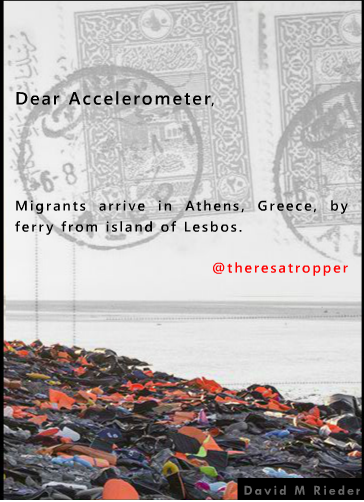 Dear Accelerometer,
Migrants arrive in Athens, Greece, by
ferry from island of Lesbos.
@theresatropper
David M Rieder